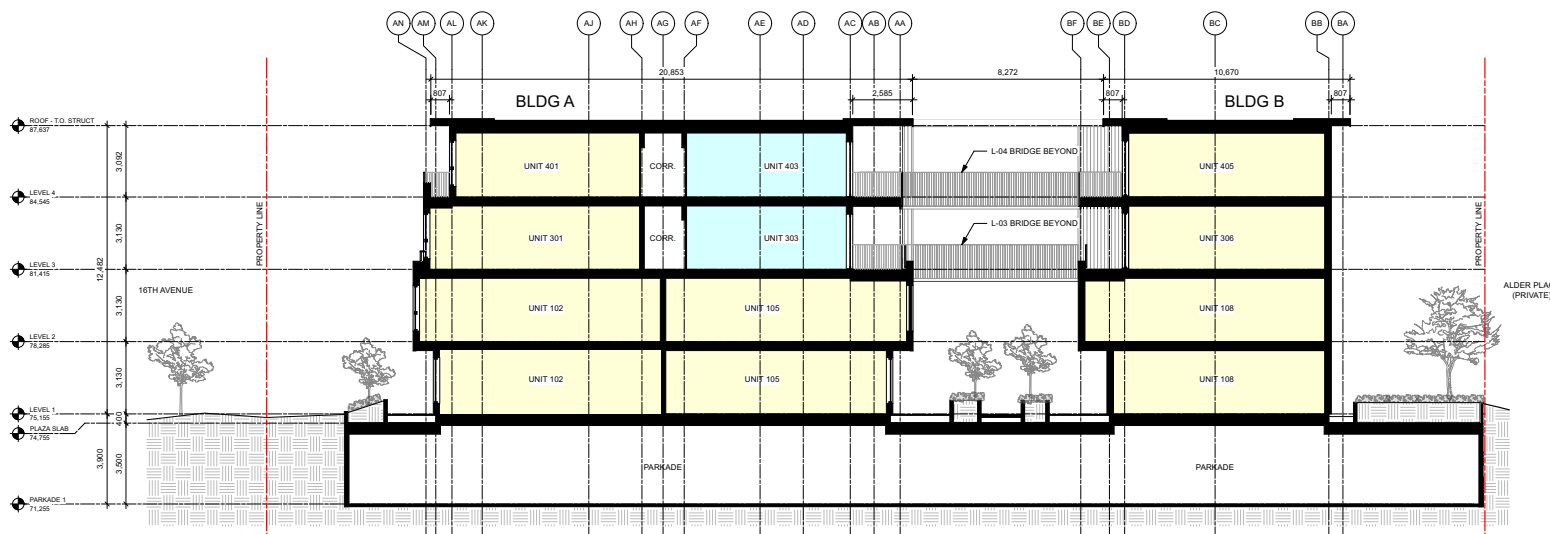 AN AM AL AK AJ AH AG AF AE AD AC AB AA BF BE BD BC BB BA
20,853 8,272 10,670
807 2,585 807 807
BLDG A BLDG B
ROOF - T.O. STRUCT
87,637
UNIT 401 CORR. UNIT 403 L-04 BRIDGE BEYOND UNIT 405
3,092
LEVEL 4
84,545
PROPERTY LINE PROPERTY LINE
UNIT 301 CORR. UNIT 303 L-03 BRIDGE BEYOND UNIT 306
3,130
12,482
LEVEL 3
81,415
16TH AVENUE
ALDER PLA
(PRIVATE)
UNIT 102 UNIT 105 UNIT 108
3,130
LEVEL 2
78,285
UNIT 102 UNIT 105 UNIT 108
3,130
LEVEL 1
75,155
400
PLAZA SLAB
74,755
3,900 3,500
PARKADE PARKADE
PARKADE 1
71,255